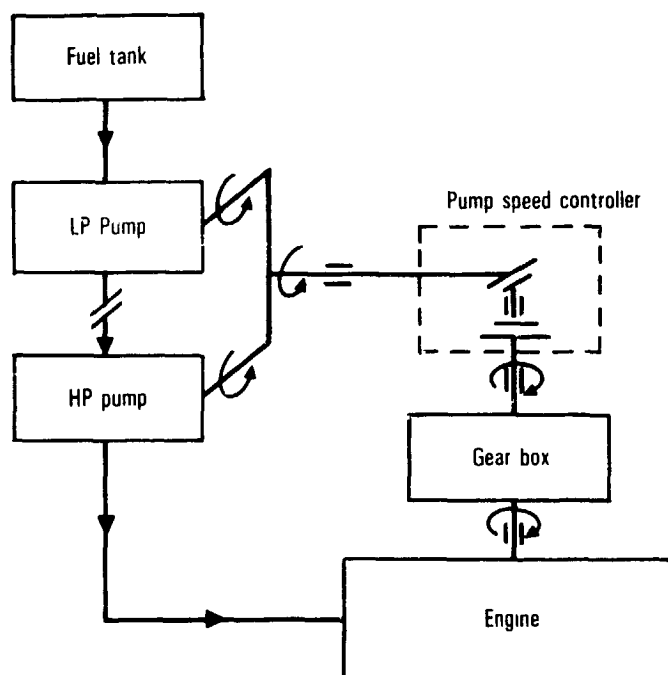 Fuel tank
LP Pump
Pump speed controller
HP pump
Gear box
Engine